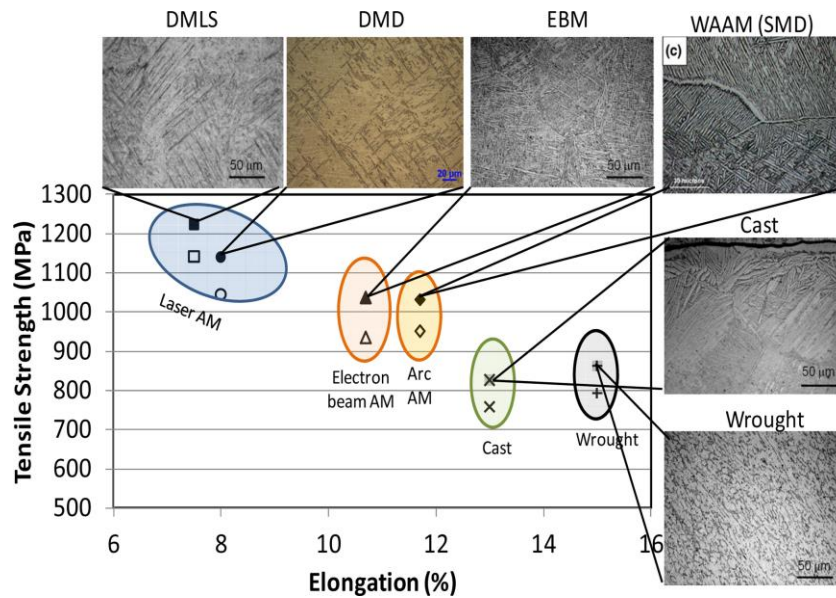 DMLS
DMD
EBM
WAAM (SMD)
(c)
50 μm
20 μm
50 μm
Cast
50 μm
Wrought
50 μm
Tensile Strength (MPa)
1300
1200
1100
1000
900
800
700
600
500
Laser AM
Electron
beam AM
Arc
AM
Cast
Wrought
6
8
10
12
14
16
Elongation (%)